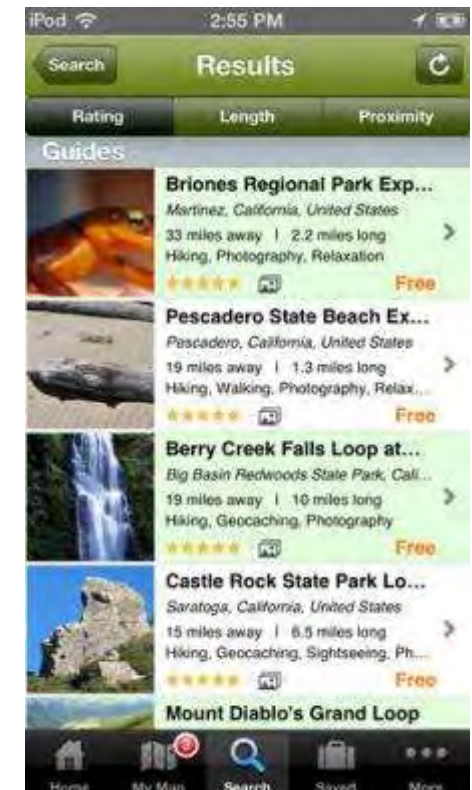 iPod 2:55 PM
Search Results
Rating Length Proximity
Guides
Briones Regional Park Exp...
Martinez, California, United States
33 miles away | 2.2 miles long
Hiking, Photography, Relaxation
Free
Pescadero State Beach Ex...
Pescadero, California, United States
19 miles away | 1.3 miles long
Hiking, Walking, Photography, Relax...
Free
Berry Creek Falls Loop at...
Big Basin Redwoods State Park, Cali...
19 miles away | 10 miles long
Hiking, Geocaching, Photography
Free
Castle Rock State Park Lo...
Saratoga, California, United States
15 miles away | 6.5 miles long
Hiking, Geocaching, Sightseeing, Ph...
Free
Mount Diablo's Grand Loop
3
Home My Map Search Saved More